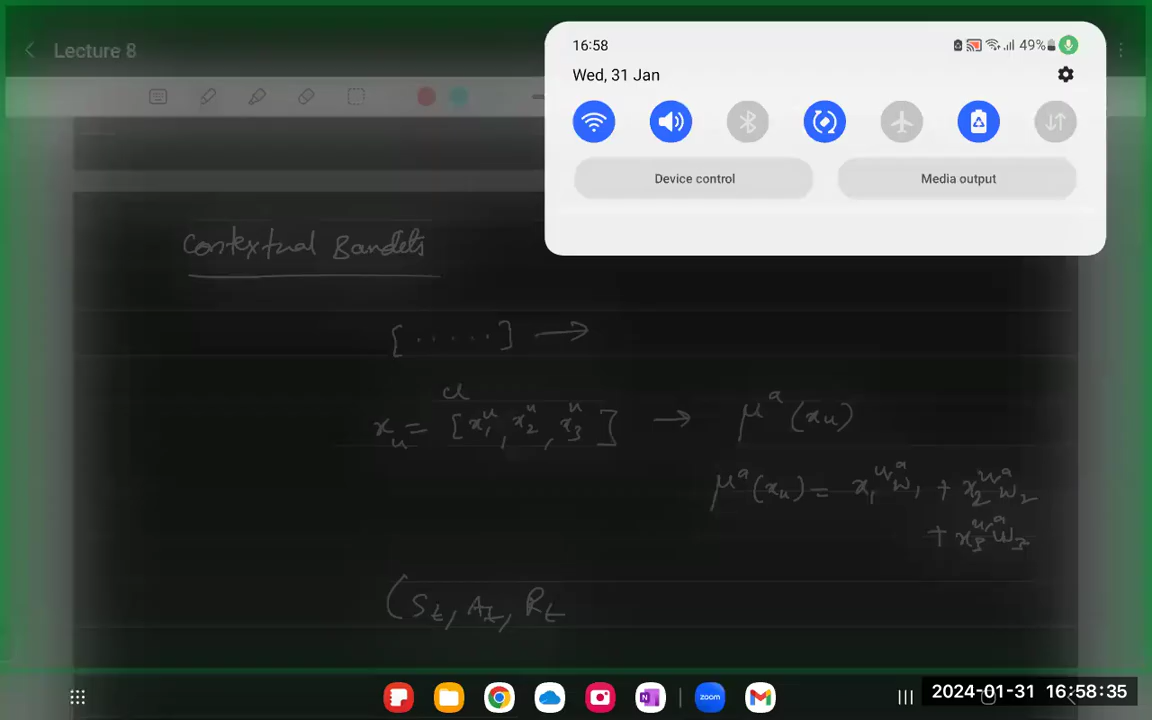 Lecture 8
16:58
49%
Wed, 31 Jan
Device control
Media output
Contextual Bandits
[ . . . . . . ] →
u
x_u = [x_1^u, x_2^u, x_3^u] → μ^a (x_u)
μ^a (x_u) = x_1^u w_1^a + x_2^u w_2^a
+ x_3^u w_3^a
(S_t, A_t, R_t
zoom
2024-01-31 16:58:35